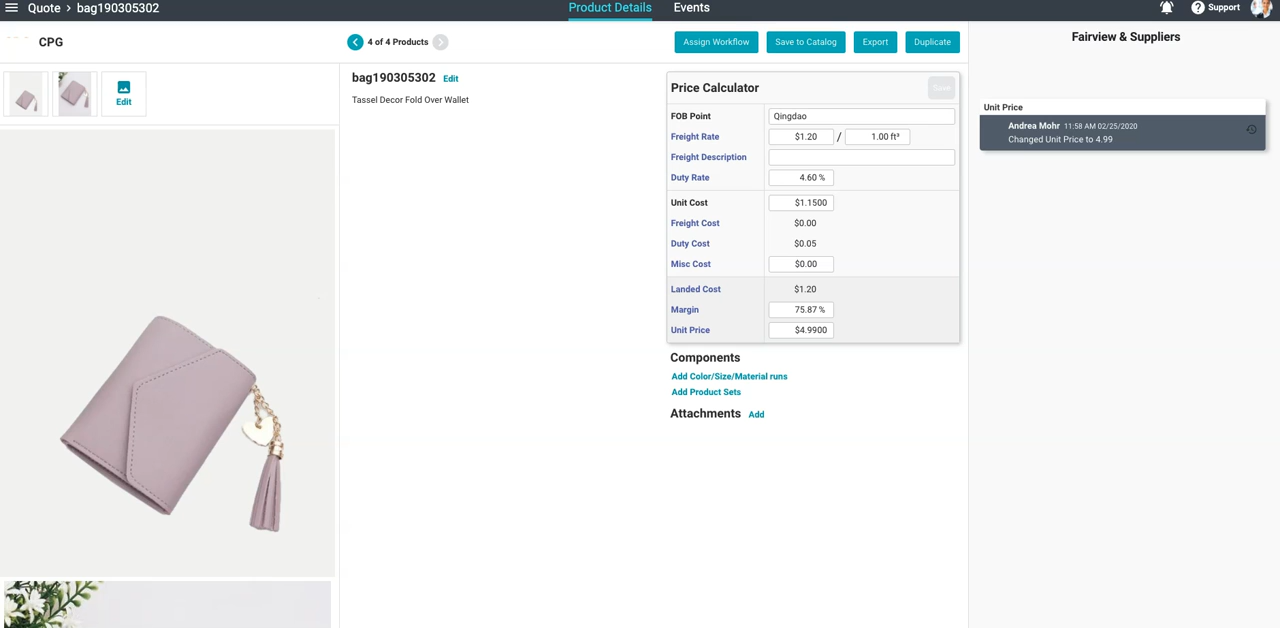 Quote > bag190305302
Product Details
Events
Support
CPG
4 of 4 Products
Assign Workflow
Save to Catalog
Export
Duplicate
Fairview & Suppliers
Edit
bag190305302 Edit
Tassel Decor Fold Over Wallet
Price Calculator
Save
FOB Point Qingdao
Freight Rate $1.20 / 1.00 ft³
Freight Description
Duty Rate 4.60 %
Unit Cost $1.1500
Freight Cost $0.00
Duty Cost $0.05
Misc Cost $0.00
Landed Cost $1.20
Margin 75.87 %
Unit Price $4.9900
Components
Add Color/Size/Material runs
Add Product Sets
Attachments Add
Unit Price
Andrea Mohr 11:58 AM 02/25/2020
Changed Unit Price to 4.99